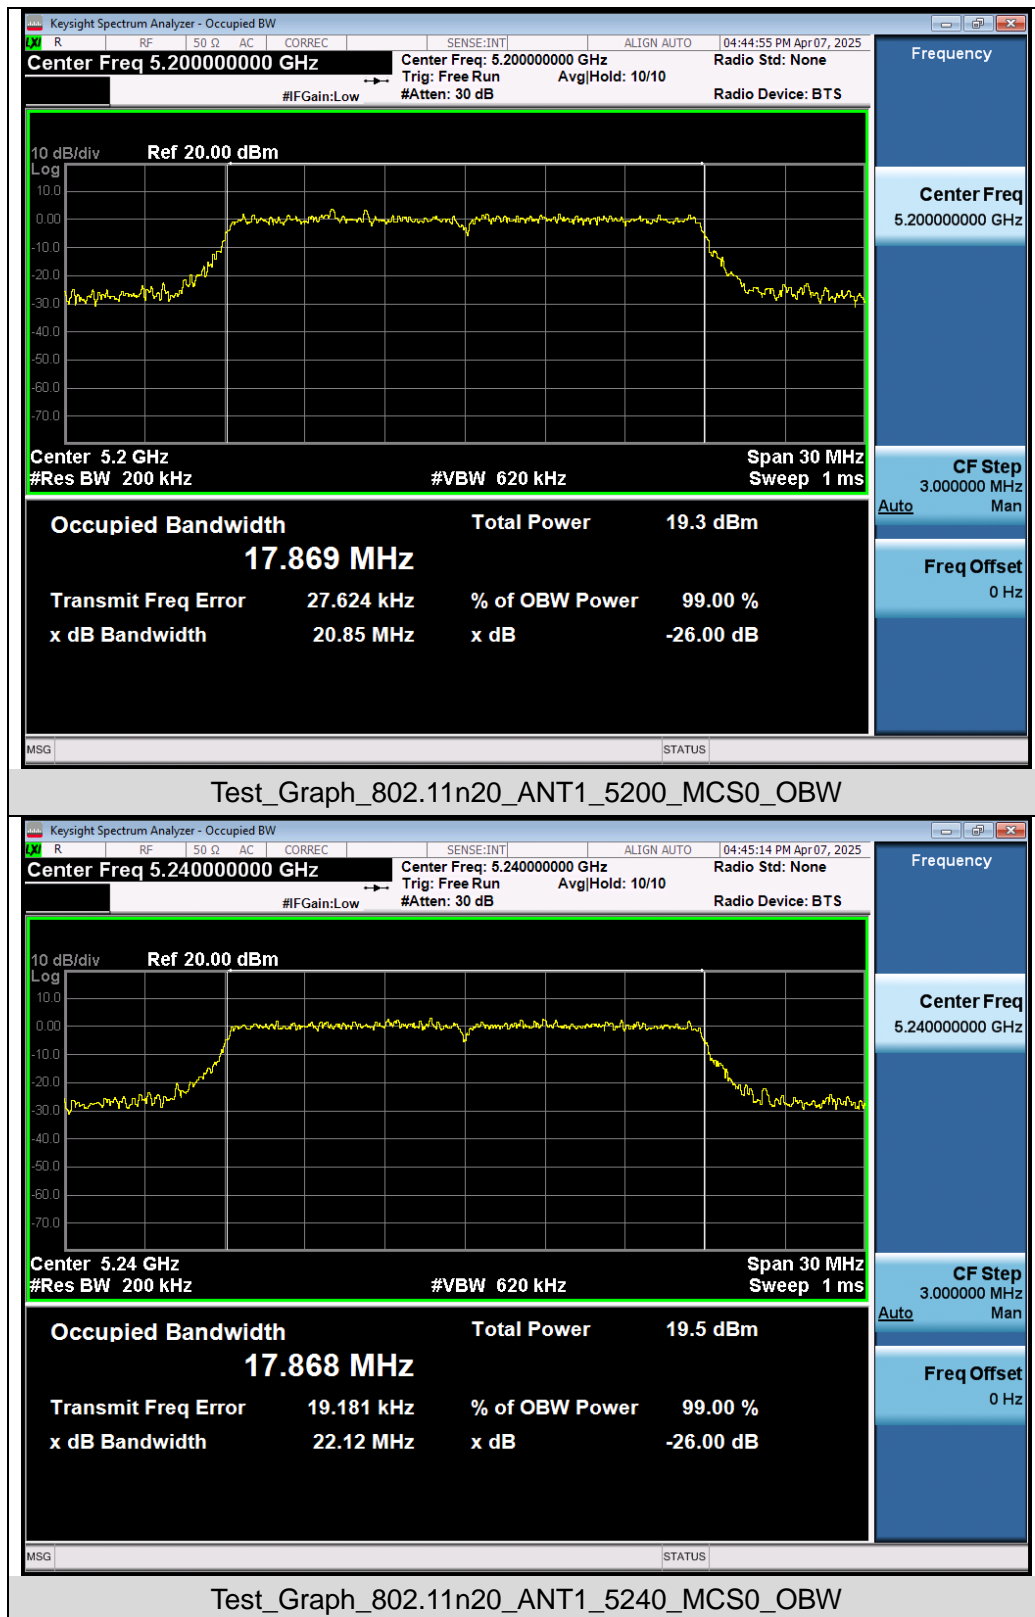 Keysight Spectrum Analyzer - Occupied BW
LXI R RF 50 Ω AC CORREC SENSE:INT ALIGN AUTO 04:44:55 PM Apr 07, 2025
Center Freq 5.200000000 GHz
Center Freq: 5.200000000 GHz Radio Std: None
Trig: Free Run Avg|Hold: 10/10
#IFGain:Low #Atten: 30 dB Radio Device: BTS
10 dB/div Ref 20.00 dBm
Log
10.0
0.00
-10.0
-20.0
-30.0
-40.0
-50.0
-60.0
-70.0
Center 5.2 GHz Span 30 MHz
#Res BW 200 kHz #VBW 620 kHz Sweep 1 ms
Occupied Bandwidth Total Power 19.3 dBm
17.869 MHz
Transmit Freq Error 27.624 kHz % of OBW Power 99.00 %
x dB Bandwidth 20.85 MHz x dB -26.00 dB
MSG STATUS
Frequency
Center Freq
5.200000000 GHz
CF Step
3.000000 MHz
Auto Man
Freq Offset
0 Hz
Test_Graph_802.11n20_ANT1_5200_MCS0_OBW
Keysight Spectrum Analyzer - Occupied BW
LXI R RF 50 Ω AC CORREC SENSE:INT ALIGN AUTO 04:45:14 PM Apr 07, 2025
Center Freq 5.240000000 GHz
Center Freq: 5.240000000 GHz Radio Std: None
Trig: Free Run Avg|Hold: 10/10
#IFGain:Low #Atten: 30 dB Radio Device: BTS
10 dB/div Ref 20.00 dBm
Log
10.0
0.00
-10.0
-20.0
-30.0
-40.0
-50.0
-60.0
-70.0
Center 5.24 GHz Span 30 MHz
#Res BW 200 kHz #VBW 620 kHz Sweep 1 ms
Occupied Bandwidth Total Power 19.5 dBm
17.868 MHz
Transmit Freq Error 19.181 kHz % of OBW Power 99.00 %
x dB Bandwidth 22.12 MHz x dB -26.00 dB
MSG STATUS
Frequency
Center Freq
5.240000000 GHz
CF Step
3.000000 MHz
Auto Man
Freq Offset
0 Hz
Test_Graph_802.11n20_ANT1_5240_MCS0_OBW